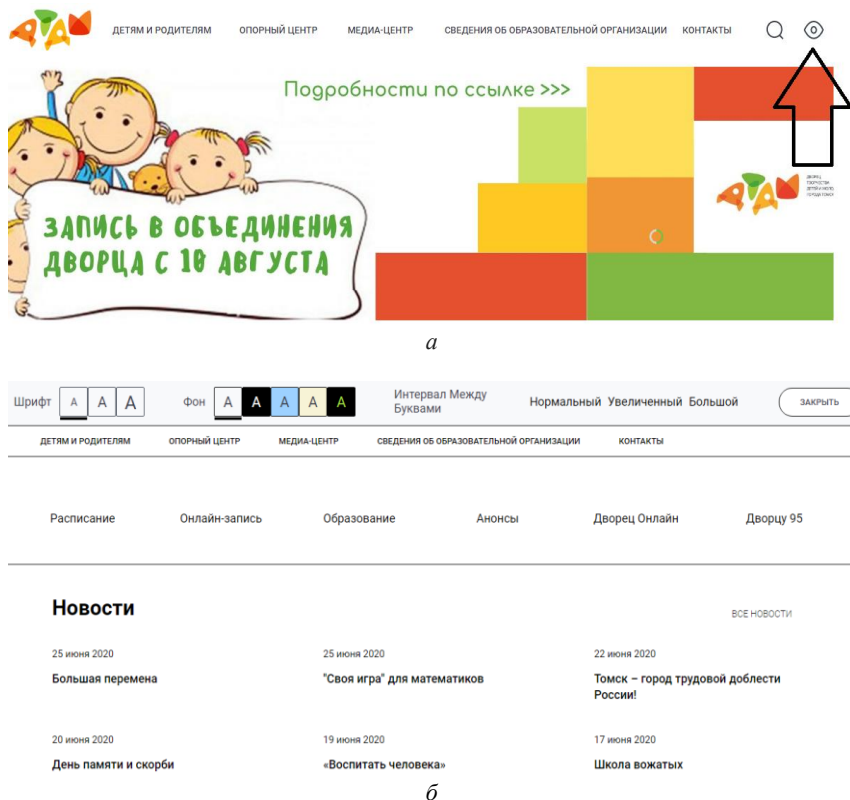 ДЕТЯМ И РОДИТЕЛЯМ ОПОРНЫЙ ЦЕНТР МЕДИА-ЦЕНТР СВЕДЕНИЯ ОБ ОБРАЗОВАТЕЛЬНОЙ ОРГАНИЗАЦИИ КОНТАКТЫ
Подробности по ссылке >>>
ЗАПИСЬ В ОБЪЕДИНЕНИЯ
ДВОРЦА С 10 АВГУСТА
а
Шрифт А А А Фон А А А А А Интервал Между
Буквами Нормальный Увеличенный Большой ЗАКРЫТЬ
ДЕТЯМ И РОДИТЕЛЯМ ОПОРНЫЙ ЦЕНТР МЕДИА-ЦЕНТР СВЕДЕНИЯ ОБ ОБРАЗОВАТЕЛЬНОЙ ОРГАНИЗАЦИИ КОНТАКТЫ
Расписание Онлайн-запись Образование Анонсы Дворец Онлайн Дворцу 95
Новости ВСЕ НОВОСТИ
25 июня 2020 25 июня 2020 22 июня 2020
Большая перемена "Своя игра" для математиков Томск – город трудовой доблести
России!
20 июня 2020 19 июня 2020 17 июня 2020
День памяти и скорби «Воспитать человека» Школа вожатых
б